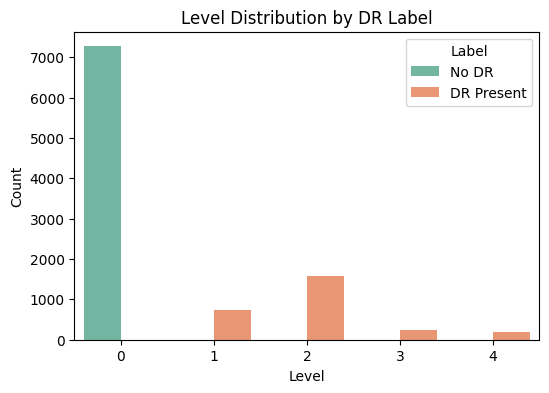 Level Distribution by DR Label
Label
No DR
DR Present
7000
6000
5000
4000
3000
2000
1000
0
Count
0 1 2 3 4
Level